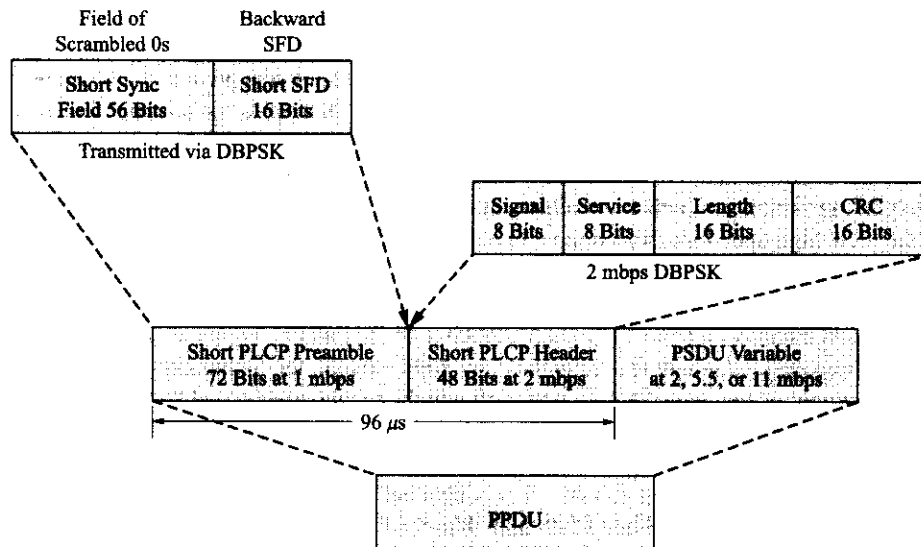 Field of
Scrambled 0s
Backward
SFD
Short Sync
Field 56 Bits
Short SFD
16 Bits
Transmitted via DBPSK
Signal
8 Bits
Service
8 Bits
Length
16 Bits
CRC
16 Bits
2 mbps DBPSK
Short PLCP Preamble
72 Bits at 1 mbps
Short PLCP Header
48 Bits at 2 mbps
PSDU Variable
at 2, 5.5, or 11 mbps
96 μs
PPDU